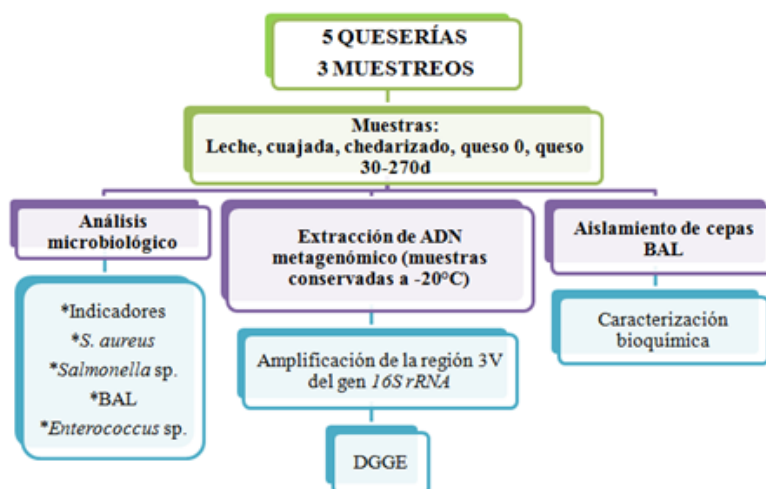 5 QUESERÍAS
3 MUESTREOS
Muestras:
Leche, cuajada, chedarizado, queso 0, queso
30-270d
Análisis
microbiológico
*Indicadores
*S. aureus
*Salmonella sp.
*BAL
*Enterococcus sp.
Extracción de ADN
metagenómico (muestras
conservadas a -20°C)
Amplificación de la región 3V
del gen 16S rRNA
DGGE
Aislamiento de cepas
BAL
Caracterización
bioquímica